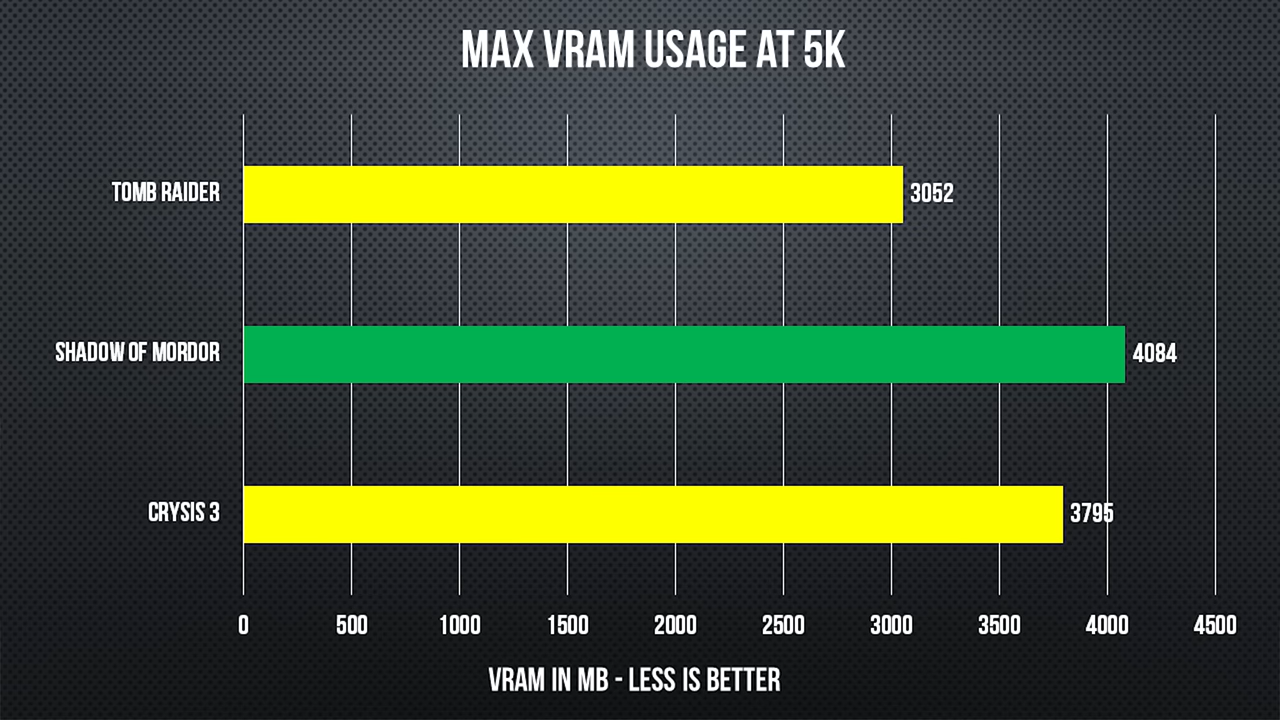 MAX VRAM USAGE AT 5K
TOMB RAIDER
3052
SHADOW OF MORDOR
4084
CRYSIS 3
3795
0 500 1000 1500 2000 2500 3000 3500 4000 4500
VRAM IN MB - LESS IS BETTER